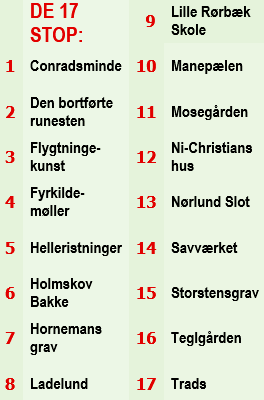 DE 17
STOP:
1 Conradsminde
2 Den bortførte
runesten
3 Flygtninge-
kunst
4 Fyrkilde-
møller
5 Helleristninger
6 Holmskov
Bakke
7 Hornemans
grav
8 Ladelund
9 Lille Rørbæk
Skole
10 Manepælen
11 Mosegården
12 Ni-Christians
hus
13 Nørlund Slot
14 Savværket
15 Storstensgrav
16 Teglgården
17 Trads